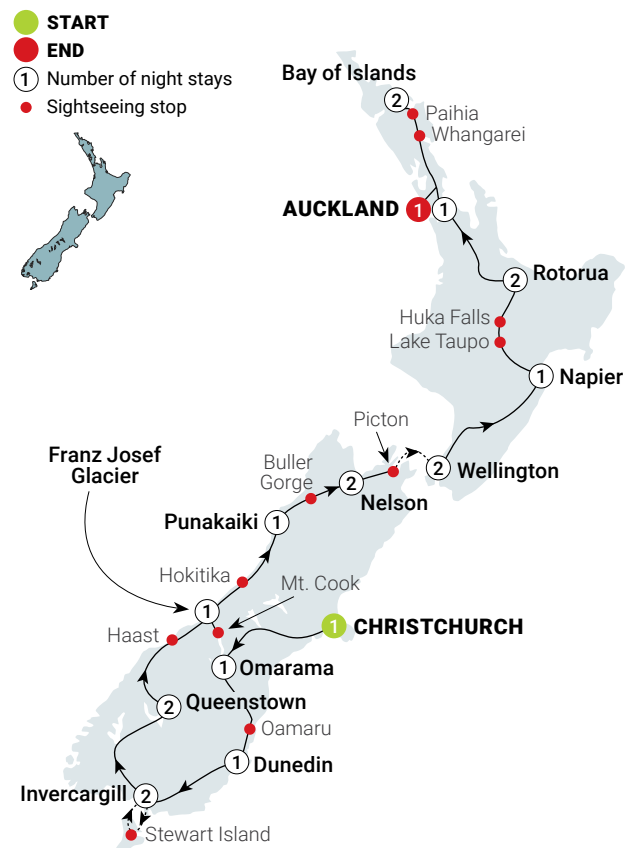 START
END
1 Number of night stays
Sightseeing stop
Bay of Islands
2
Paihia
Whangarei
AUCKLAND 1 1
2 Rotorua
Huka Falls
Lake Taupo
1 Napier
Picton
Franz Josef
Glacier
Buller
Gorge
2 Wellington
2
Nelson
Punakaiki 1
Hokitika
Mt. Cook
1
1 CHRISTCHURCH
Haast
1 Omarama
2 Queenstown
Oamaru
1 Dunedin
Invercargill 2
Stewart Island